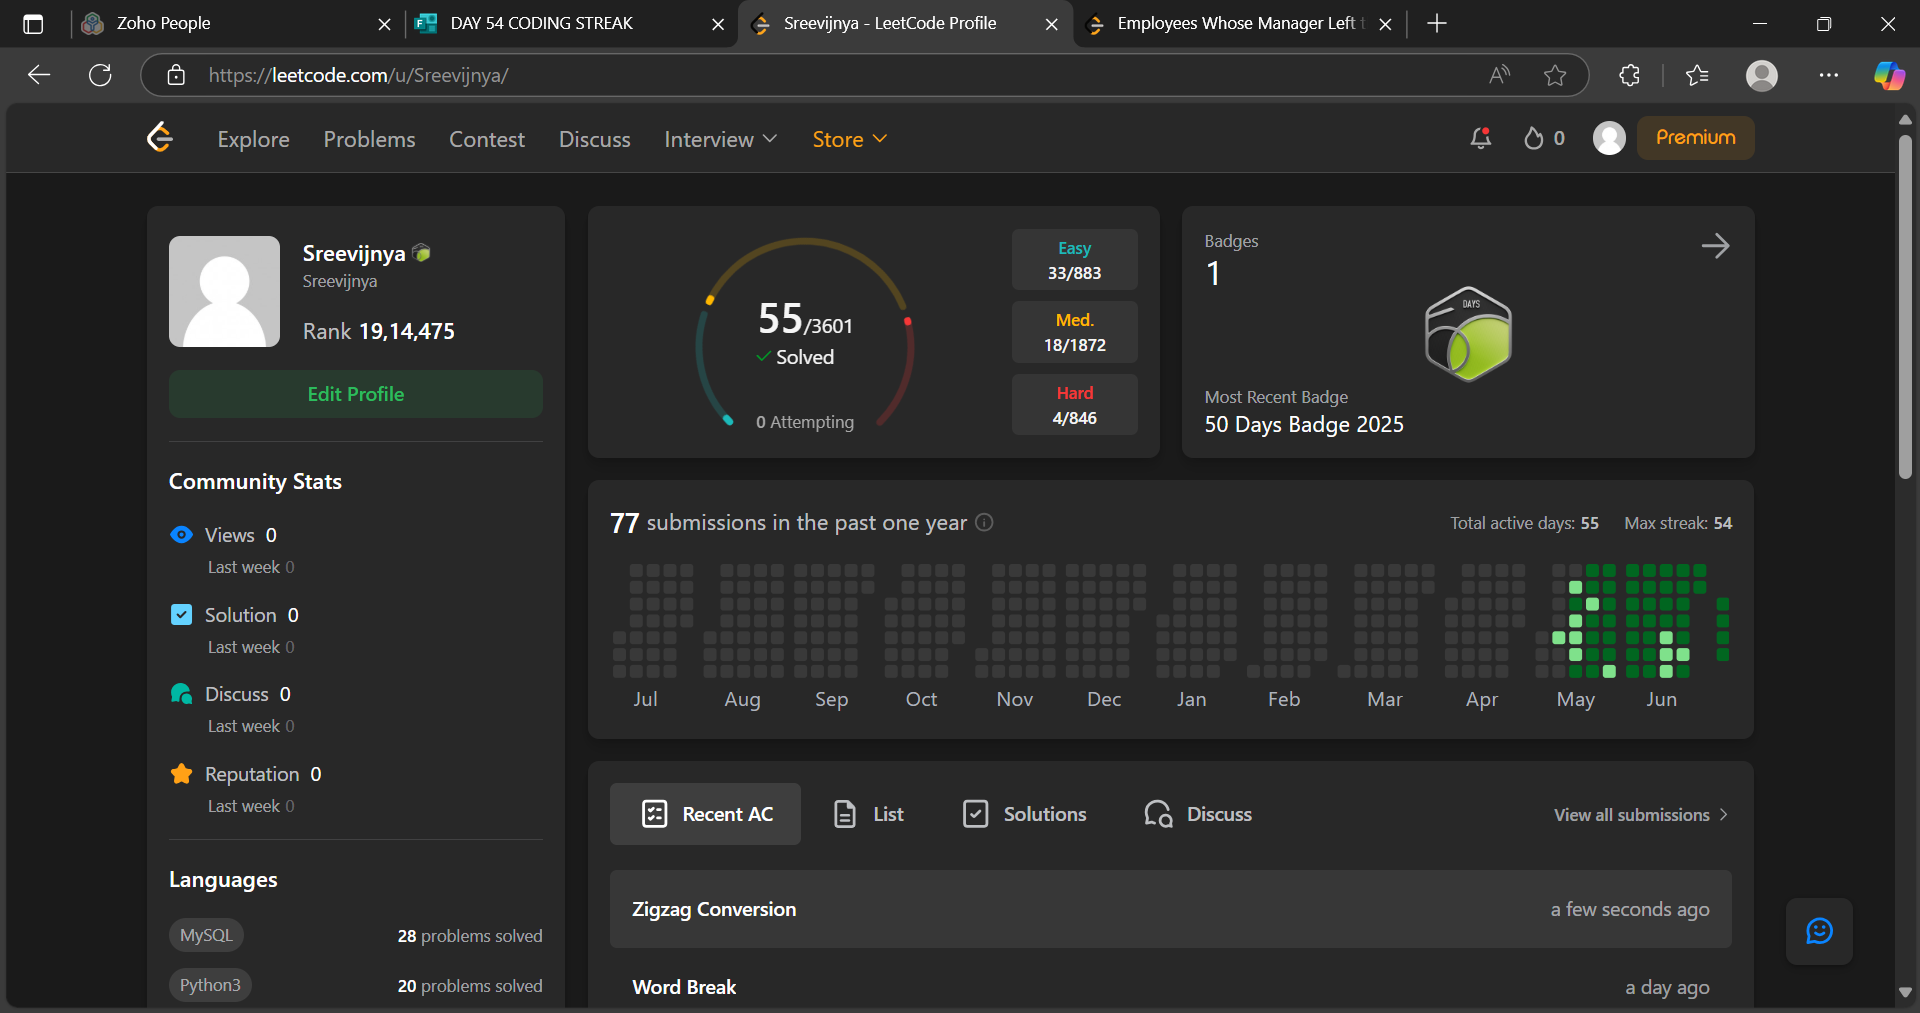 Zoho People
DAY 54 CODING STREAK
Sreevijnya - LeetCode Profile
Employees Whose Manager Left t
https://leetcode.com/u/Sreevijnya/
Explore
Problems
Contest
Discuss
Interview
Store
0
Premium
Sreevijnya
Sreevijnya
Rank 19,14,475
Edit Profile
Community Stats
Views 0
Last week 0
Solution 0
Last week 0
Discuss 0
Last week 0
Reputation 0
Last week 0
Languages
MySQL
28 problems solved
Python3
20 problems solved
55/3601
Solved
0 Attempting
Easy
33/883
Med.
18/1872
Hard
4/846
Badges
1
DAYS
Most Recent Badge
50 Days Badge 2025
77 submissions in the past one year
Total active days: 55
Max streak: 54
Jul
Aug
Sep
Oct
Nov
Dec
Jan
Feb
Mar
Apr
May
Jun
Recent AC
List
Solutions
Discuss
View all submissions
Zigzag Conversion
a few seconds ago
Word Break
a day ago